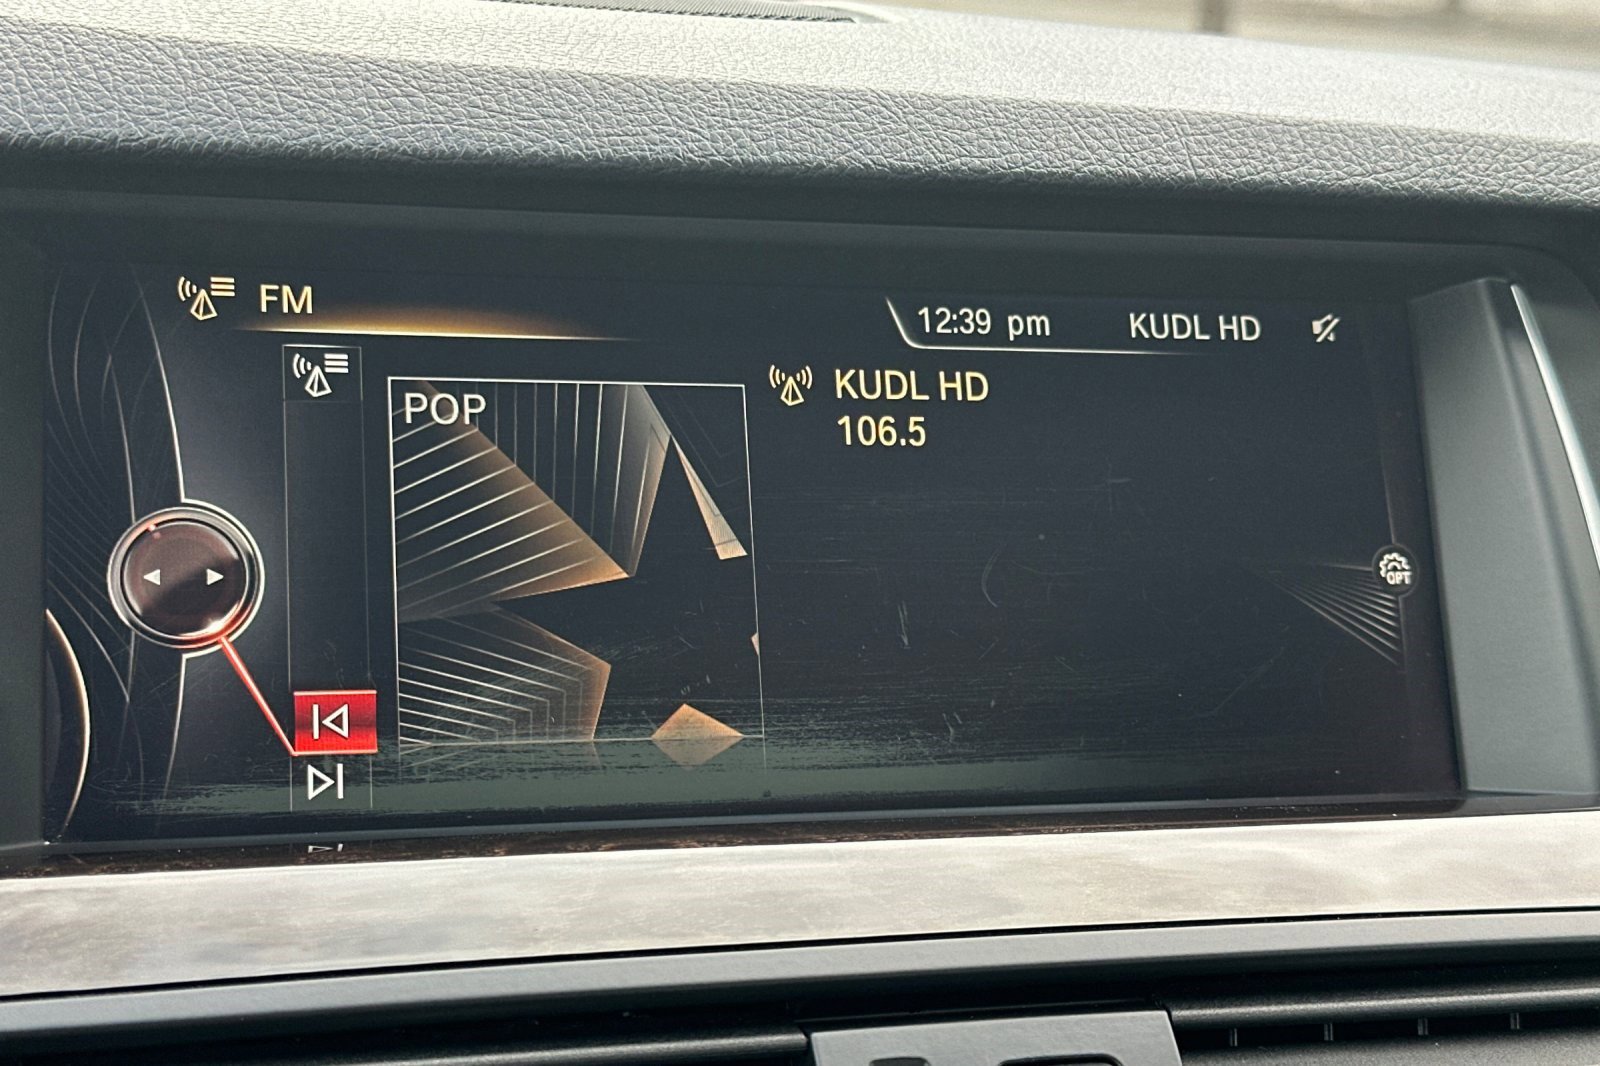 FM
12:39 pm KUDL HD
POP
KUDL HD
106.5
OPT